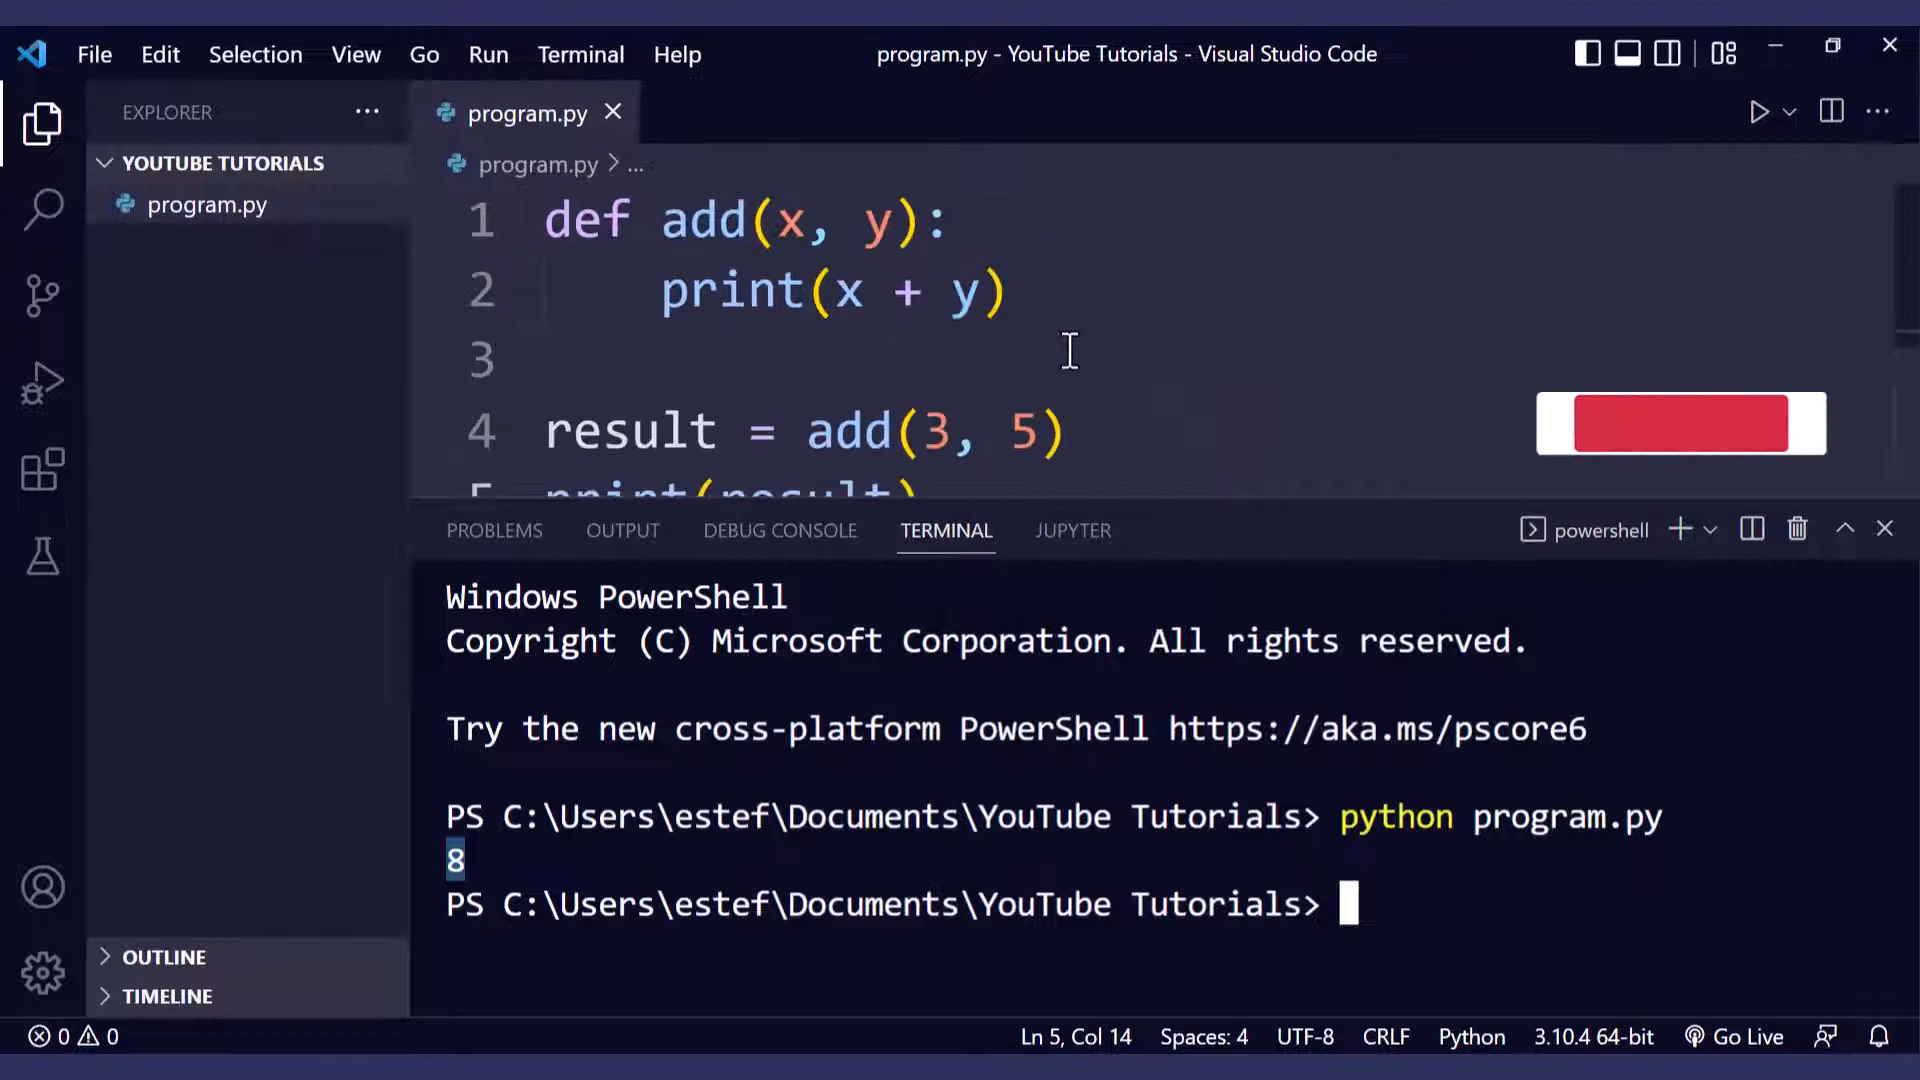 File Edit Selection View Go Run Terminal Help program.py - YouTube Tutorials - Visual Studio Code
EXPLORER ...
YOUTUBE TUTORIALS
program.py
OUTLINE
TIMELINE
program.py
program.py > ...
1 def add(x, y):
2 print(x + y)
3
4 result = add(3, 5)
5 print(result)
PROBLEMS OUTPUT DEBUG CONSOLE TERMINAL JUPYTER powershell
Windows PowerShell
Copyright (C) Microsoft Corporation. All rights reserved.
Try the new cross-platform PowerShell https://aka.ms/pscore6
PS C:\Users\estef\Documents\YouTube Tutorials> python program.py
8
PS C:\Users\estef\Documents\YouTube Tutorials>
0 0 Ln 5, Col 14 Spaces: 4 UTF-8 CRLF Python 3.10.4 64-bit Go Live